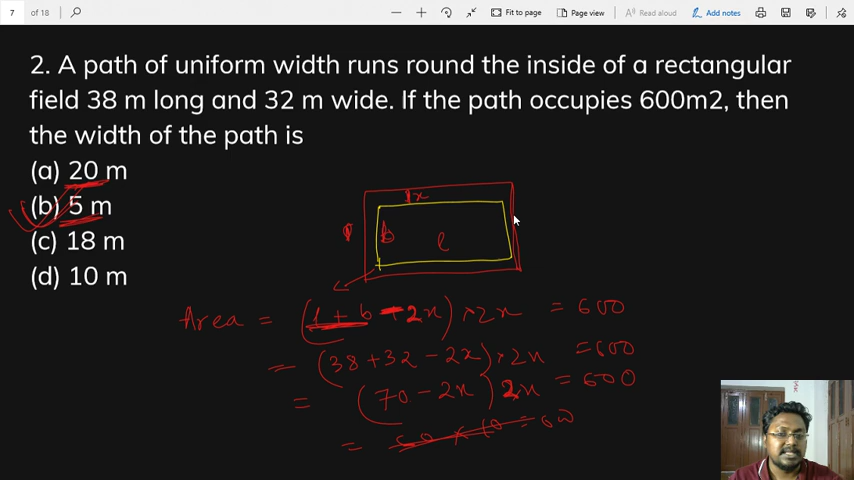 7 of 18 Fit to page Page view Read aloud Add notes
2. A path of uniform width runs round the inside of a rectangular
field 38 m long and 32 m wide. If the path occupies 600m2, then
the width of the path is
(a) 20 m
(b) 5 m
(c) 18 m
(d) 10 m
x
b
l
Area = (l + b - 2x) × 2x = 600
= (38 + 32 - 2x) × 2x = 600
= (70 - 2x) 2x = 600
=